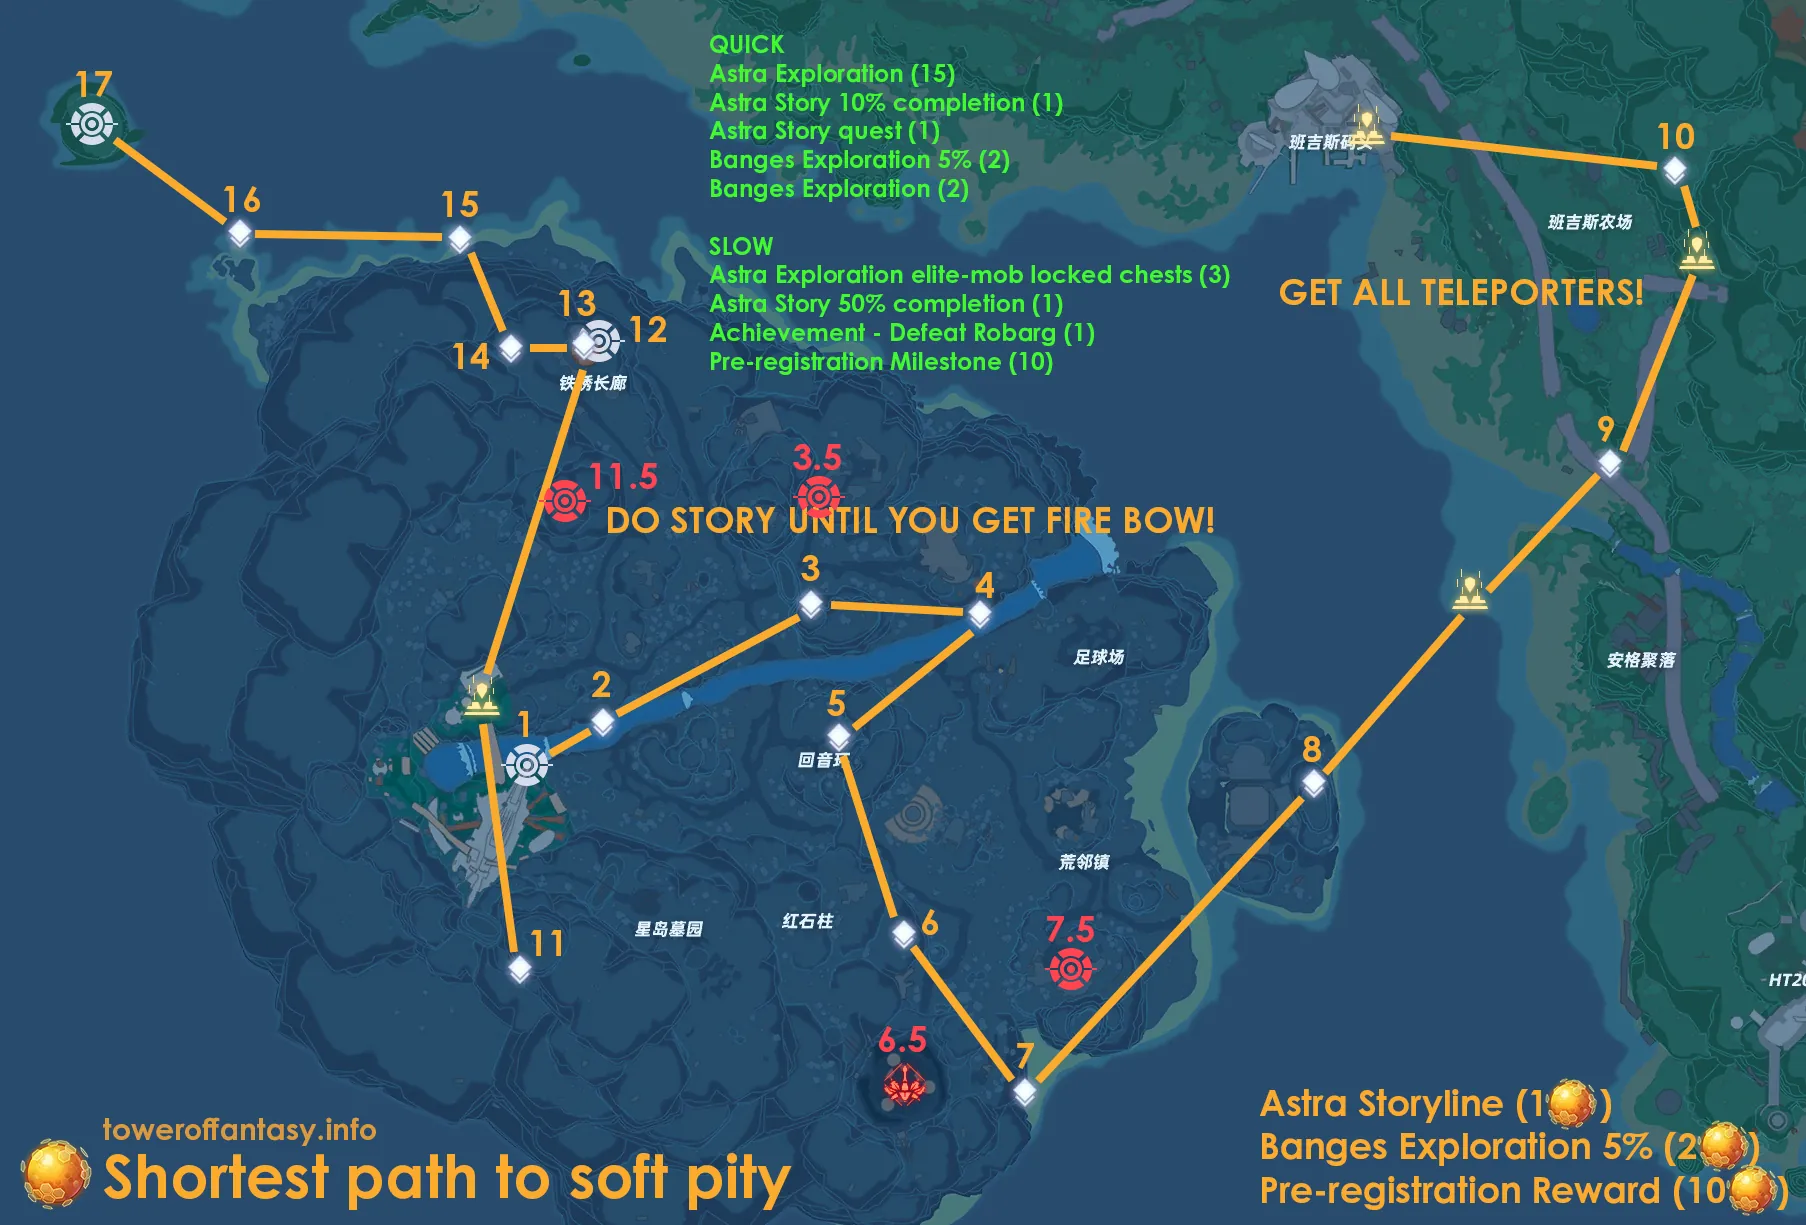 QUICK
Astra Exploration (15)
Astra Story 10% completion (1)
Astra Story quest (1)
Banges Exploration 5% (2)
Banges Exploration (2)
SLOW
Astra Exploration elite-mob locked chests (3)
Astra Story 50% completion (1)
Achievement - Defeat Robarg (1)
Pre-registration Milestone (10)
17
16
15
14
13
12
铁锈长廊
11.5
3.5
DO STORY UNTIL YOU GET FIRE BOW!
班吉斯码头
10
班吉斯农场
GET ALL TELEPORTERS!
9
3
4
足球场
安格聚落
2
1
5
回音环
8
荒邻镇
星岛墓园
红石柱
6
7.5
11
6.5
7
HT20
toweroffantasy.info
Shortest path to soft pity
Astra Storyline (1)
Banges Exploration 5% (2)
Pre-registration Reward (10)